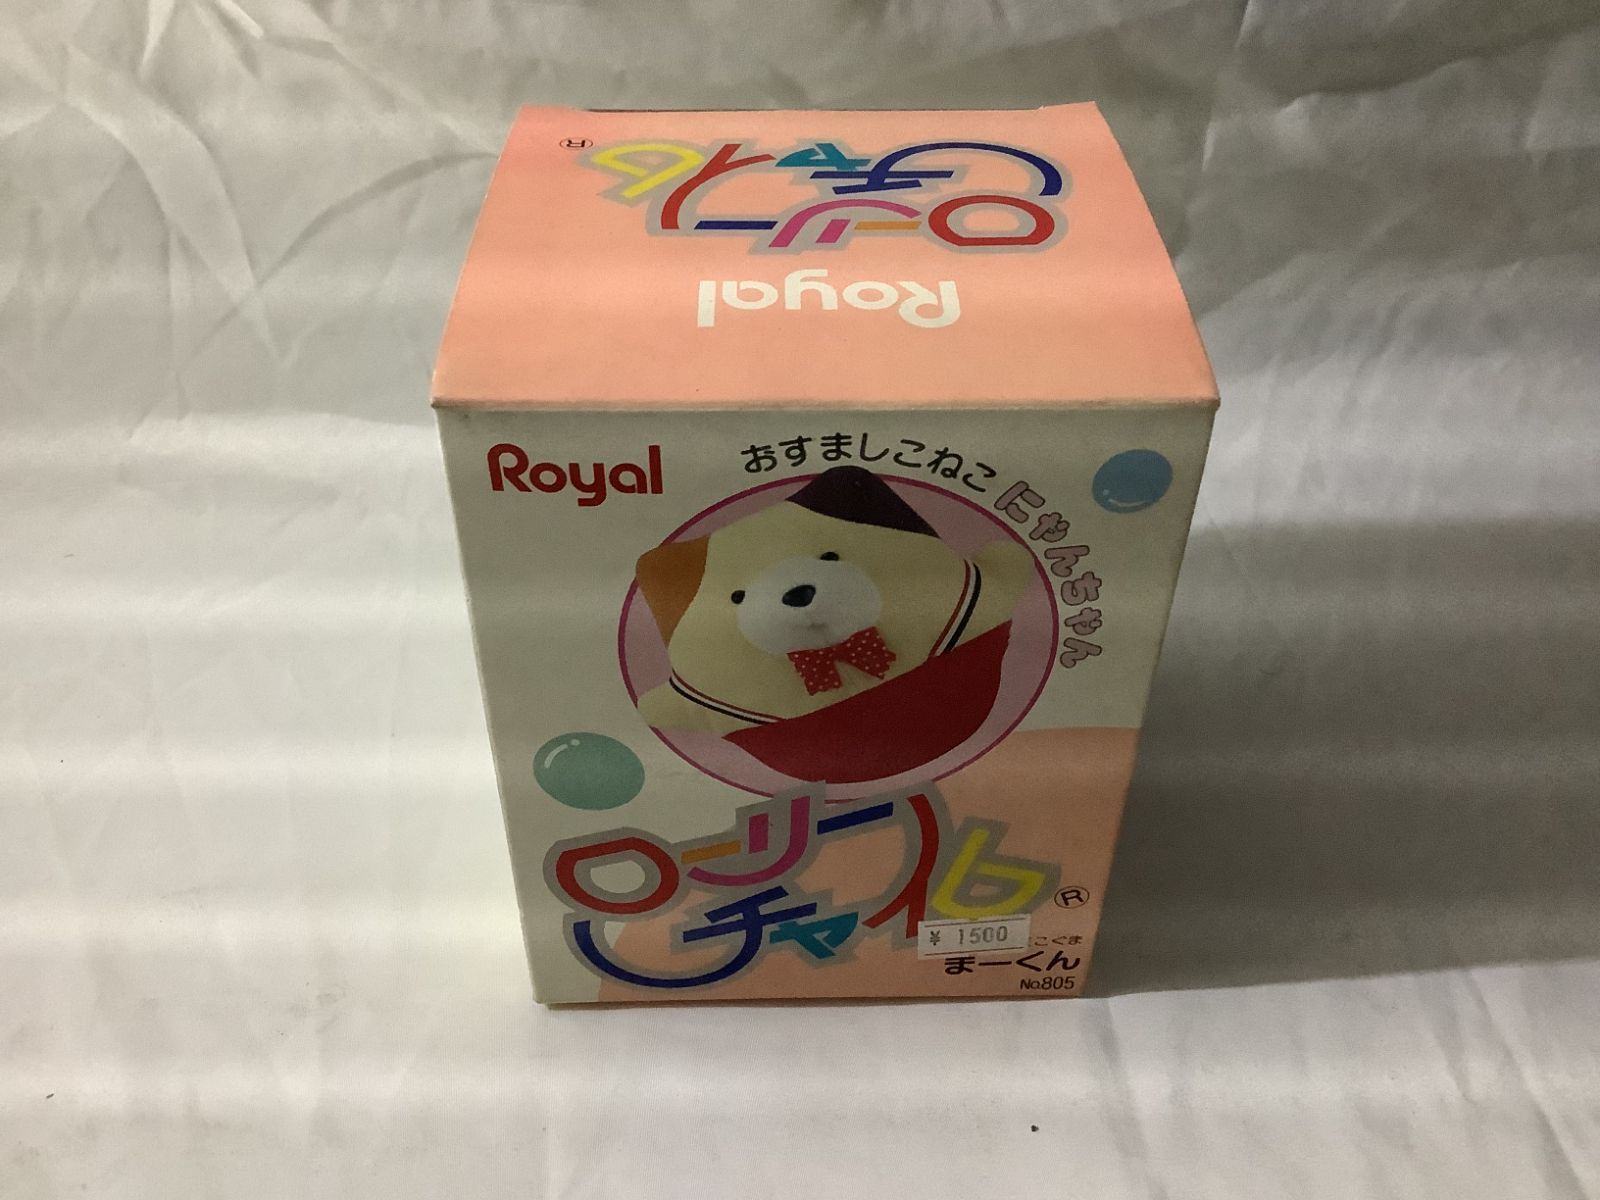 ローリー
チャイム
®
Royal
Royal
おすましこねこ にゃんちゃん
ローリー
チャイム
®
¥ 1500
こぐま
まーくん
No.805